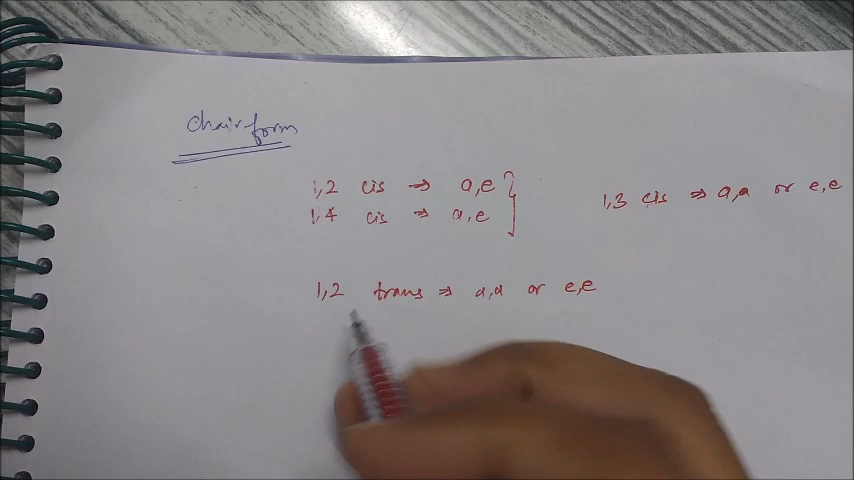 chair form
1,2 cis ⇒ a,e
1,4 cis ⇒ a,e
1,3 cis ⇒ a,a or e,e
1,2 trans ⇒ a,a or e,e